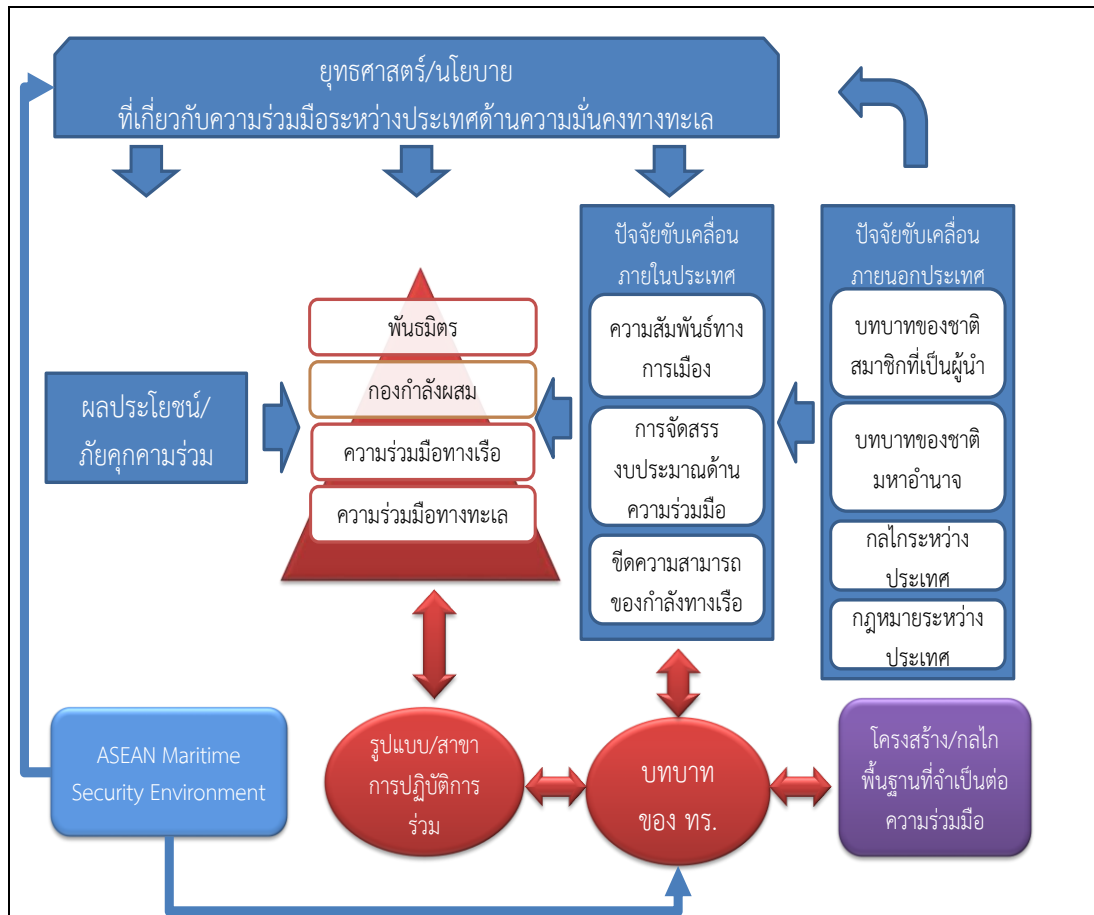 ยุทธศาสตร์/นโยบาย
ที่เกี่ยวกับความร่วมมือระหว่างประเทศด้านความมั่นคงทางทะเล
ผลประโยชน์/
ภัยคุกคามร่วม
พันธมิตร
กองกำลังผสม
ความร่วมมือทางเรือ
ความร่วมมือทางทะเล
ปัจจัยขับเคลื่อน
ภายในประเทศ
ความสัมพันธ์ทาง
การเมือง
การจัดสรร
งบประมาณด้าน
ความร่วมมือ
ขีดความสามารถ
ของกำลังทางเรือ
ปัจจัยขับเคลื่อน
ภายนอกประเทศ
บทบาทของชาติ
สมาชิกที่เป็นผู้นำ
บทบาทของชาติ
มหาอำนาจ
กลไกระหว่าง
ประเทศ
กฎหมายระหว่าง
ประเทศ
ASEAN Maritime
Security Environment
รูปแบบ/สาขา
การปฏิบัติการ
ร่วม
บทบาท
ของ ทร.
โครงสร้าง/กลไก
พื้นฐานที่จำเป็นต่อ
ความร่วมมือ